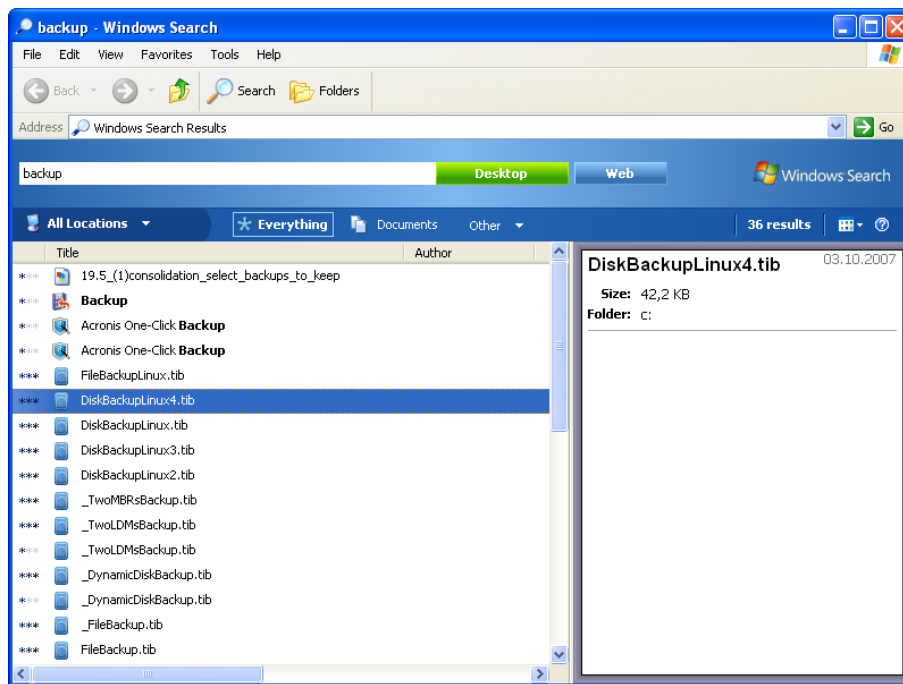 backup - Windows Search
File Edit View Favorites Tools Help
Back Search Folders
Address Windows Search Results Go
backup Desktop Web Windows Search
All Locations Everything Documents Other 36 results
Title Author
19.5_(1)consolidation_select_backups_to_keep
Backup
Acronis One-Click Backup
Acronis One-Click Backup
FileBackupLinux.tib
DiskBackupLinux4.tib
DiskBackupLinux.tib
DiskBackupLinux3.tib
DiskBackupLinux2.tib
_TwoMBRsBackup.tib
_TwoLDMsBackup.tib
_TwoLDMsBackup.tib
_DynamicDiskBackup.tib
_DynamicDiskBackup.tib
_FileBackup.tib
FileBackup.tib
DiskBackupLinux4.tib 03.10.2007
Size: 42,2 KB
Folder: c: